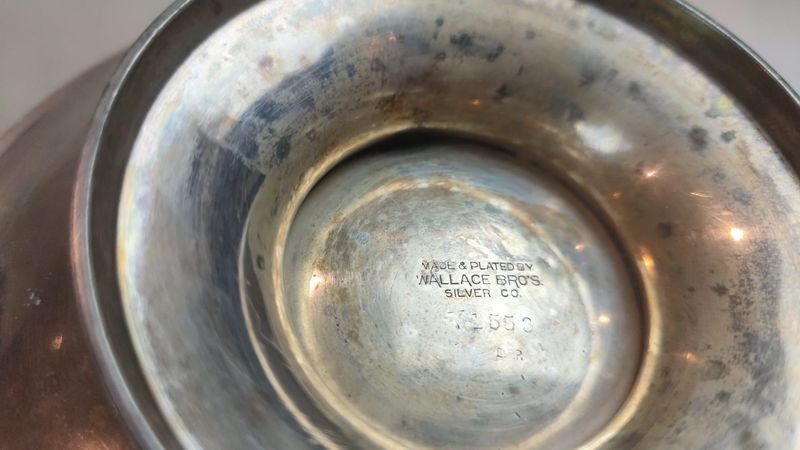 MADE & PLATED BY
WALLACE BRO'S.
SILVER CO.